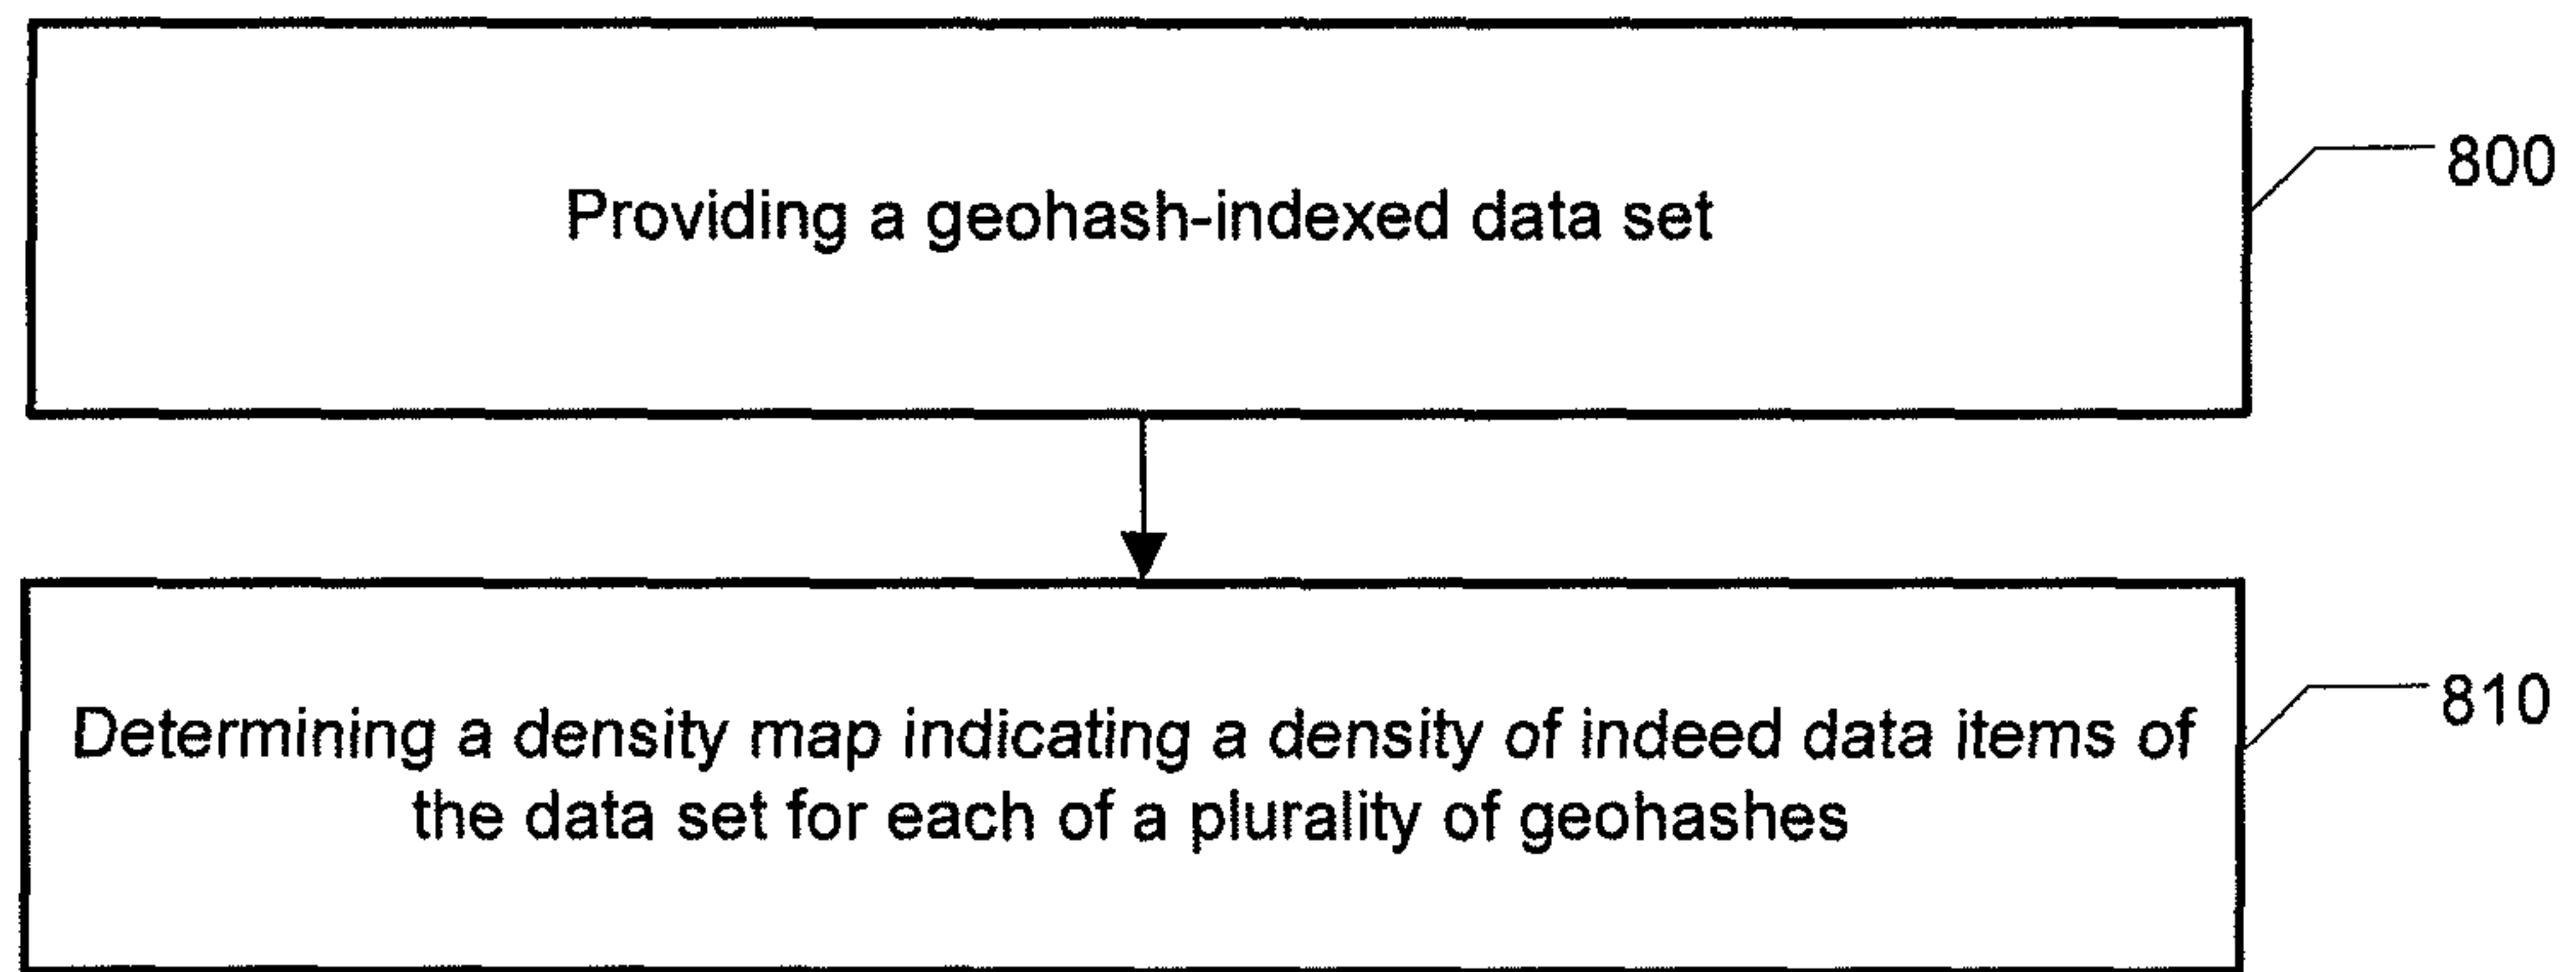 Providing a geohash-indexed data set
800
Determining a density map indicating a density of indeed data items of
the data set for each of a plurality of geohashes
810